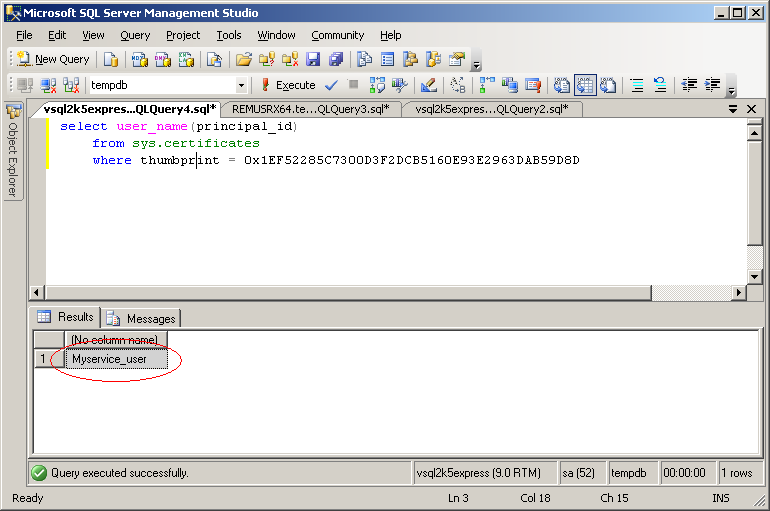 Microsoft SQL Server Management Studio
File Edit View Query Project Tools Window Community Help
New Query
tempdb Execute
vsql2k5expres...QLQuery4.sql* REMUSRX64.te...QLQuery3.sql* vsql2k5expres...QLQuery2.sql*
Object Explorer
select user_name(principal_id)
from sys.certificates
where thumbprint = 0x1EF52285C7300D3F2DCB5160E93E2963DAB59D8D
Results Messages
(No column name)
1 Myservice_user
Query executed successfully. vsql2k5express (9.0 RTM) sa (52) tempdb 00:00:00 1 rows
Ready Ln 3 Col 18 Ch 15 INS